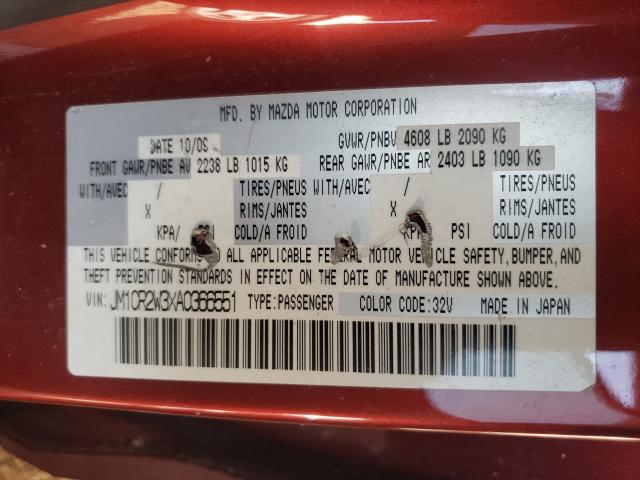 MFD. BY MAZDA MOTOR CORPORATION
DATE 10/05 GVWR/PNBV 4608 LB 2090 KG
FRONT GAWR/PNBE AV 2238 LB 1015 KG REAR GAWR/PNBE AR 2403 LB 1090 KG
WITH/AVEC / TIRES/PNEUS WITH/AVEC / TIRES/PNEUS
X RIMS/JANTES X RIMS/JANTES
KPA/ COLD/A FROID PSI COLD/A FROID
THIS VEHICLE ALL APPLICABLE FEDERAL MOTOR VEHICLE SAFETY, BUMPER, AND
THEFT PREVENTION STANDARDS IN EFFECT ON THE DATE OF MANUFACTURE SHOWN ABOVE.
VIN: JM1CR2W3XA0366551 TYPE:PASSENGER COLOR CODE:32V MADE IN JAPAN